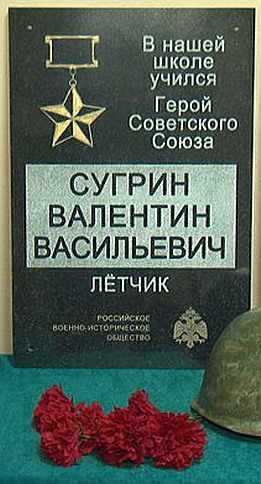 В нашей
школе
учился
Герой
Советского
Союза
СУГРИН
ВАЛЕНТИН
ВАСИЛЬЕВИЧ
ЛЁТЧИК
РОССИЙСКОЕ
ВОЕННО-ИСТОРИЧЕСКОЕ
ОБЩЕСТВО